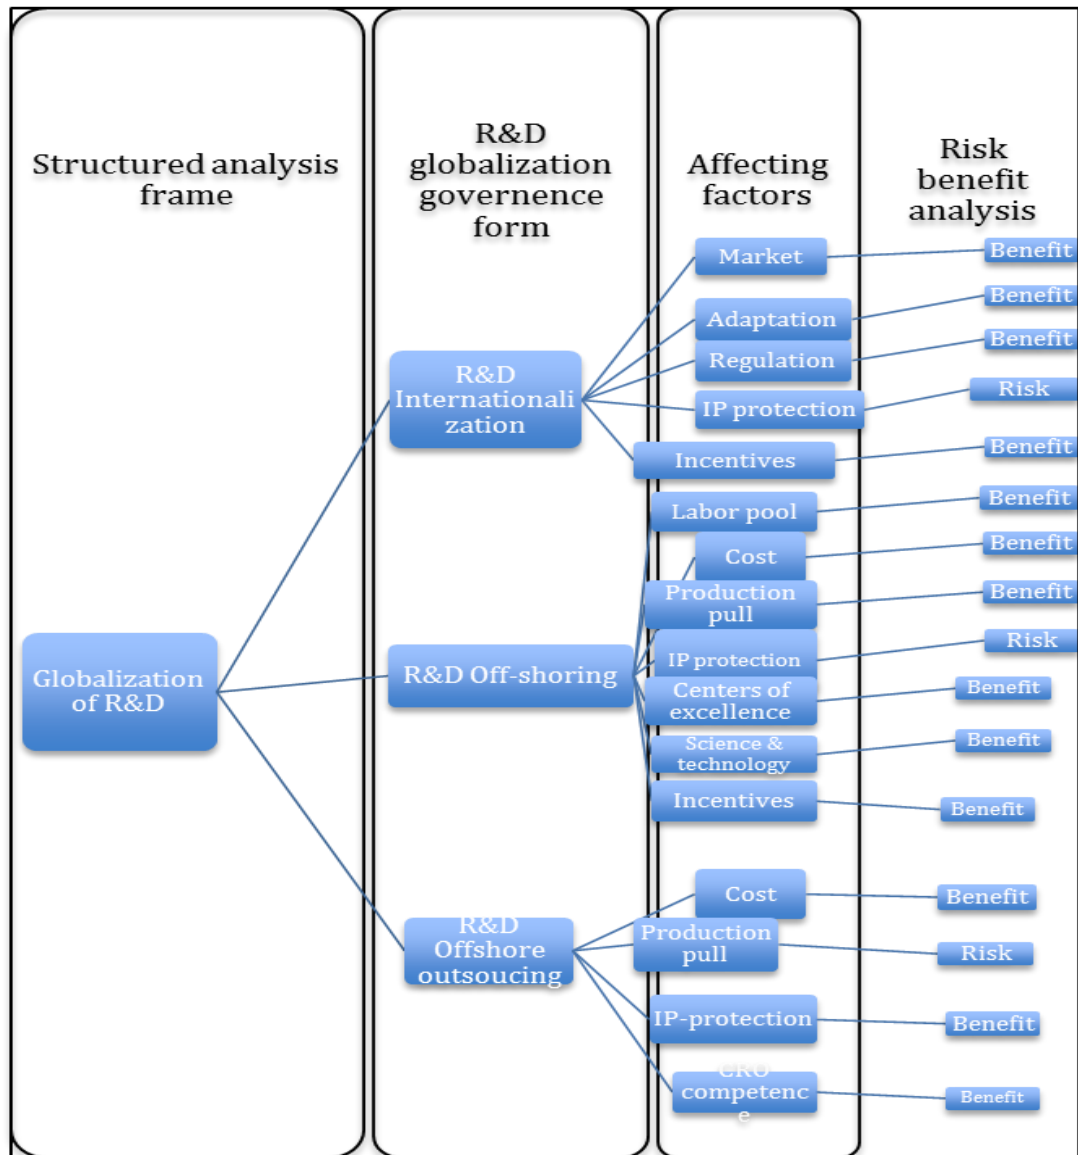 Structured analysis
frame
R&D
globalization
governence
form
Affecting
factors
Risk
benefit
analysis
Globalization
of R&D
R&D
Internationali
zation
Market
Benefit
Adaptation
Benefit
Regulation
Benefit
IP protection
Risk
Incentives
Benefit
R&D Off-shoring
Labor pool
Benefit
Cost
Benefit
Production
pull
Benefit
IP protection
Risk
Centers of
excellence
Benefit
Science &
technology
Benefit
Incentives
Benefit
R&D
Offshore
outsoucing
Cost
Benefit
Production
pull
Risk
IP-protection
Benefit
CRO
competenc
e
Benefit